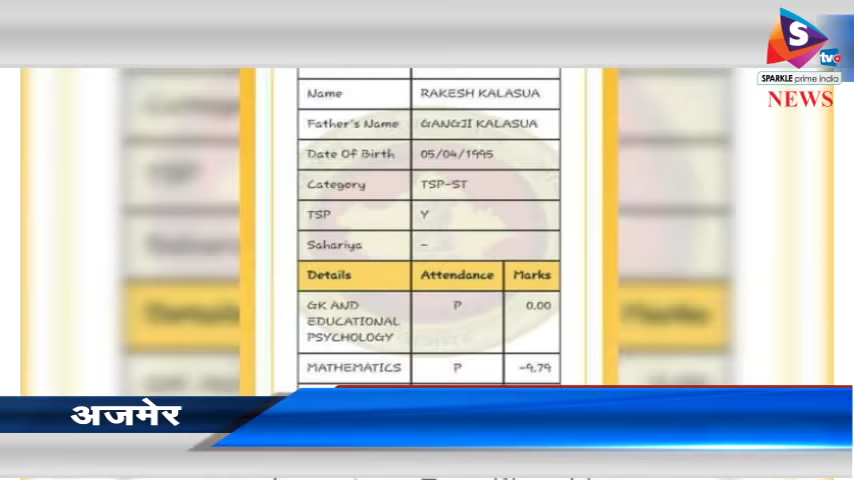 S
tv
SPARKLE prime india
NEWS
Name RAKESH KALASUA
Father's Name GANGJI KALASUA
Date Of Birth 05/04/1995
Category TSP-ST
TSP Y
Sahariya -
Details Attendance Marks
GK AND EDUCATIONAL PSYCHOLOGY P 0.00
MATHEMATICS P -9.79
अजमेर